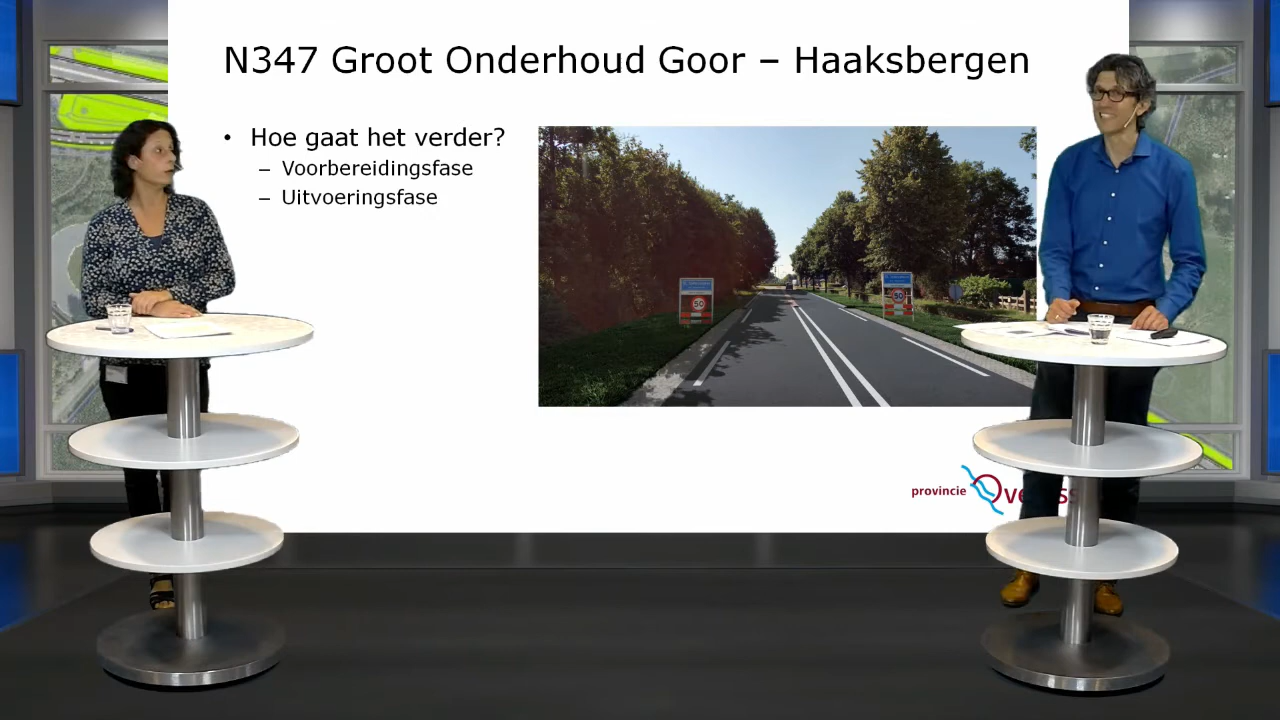 N347 Groot Onderhoud Goor – Haaksbergen
• Hoe gaat het verder?
– Voorbereidingsfase
– Uitvoeringsfase
50
50
provincie